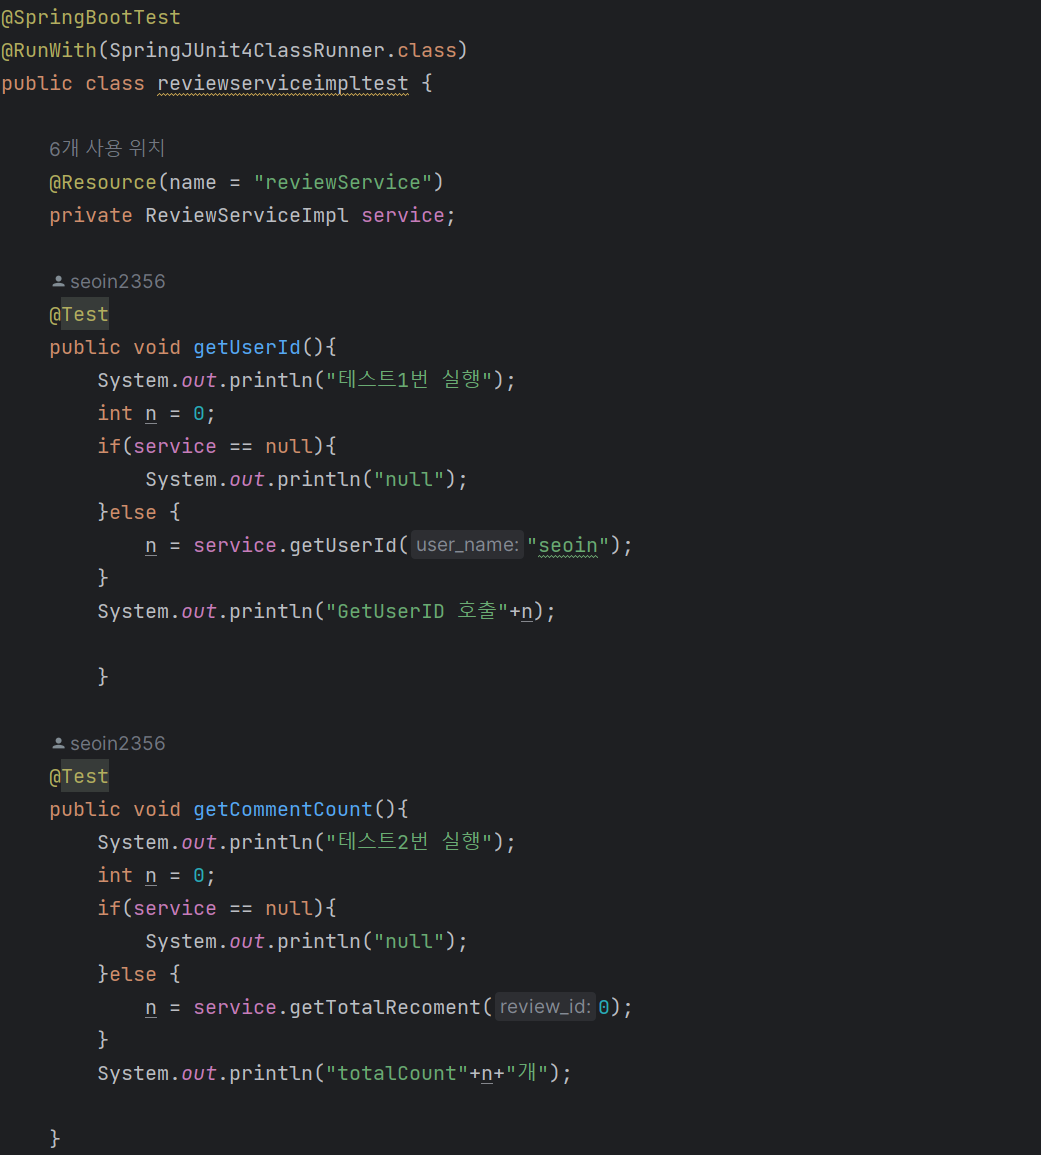 @SpringBootTest
@RunWith(SpringJUnit4ClassRunner.class)
public class reviewserviceimpltest {
6개 사용 위치
@Resource(name = "reviewService")
private ReviewServiceImpl service;
seoin2356
@Test
public void getUserId(){
System.out.println("테스트1번 실행");
int n = 0;
if(service == null){
System.out.println("null");
}else {
n = service.getUserId( user_name: "seoin");
}
System.out.println("GetUserID 호출"+n);
}
seoin2356
@Test
public void getCommentCount(){
System.out.println("테스트2번 실행");
int n = 0;
if(service == null){
System.out.println("null");
}else {
n = service.getTotalRecoment( review_id: 0);
}
System.out.println("totalCount"+n+"개");
}